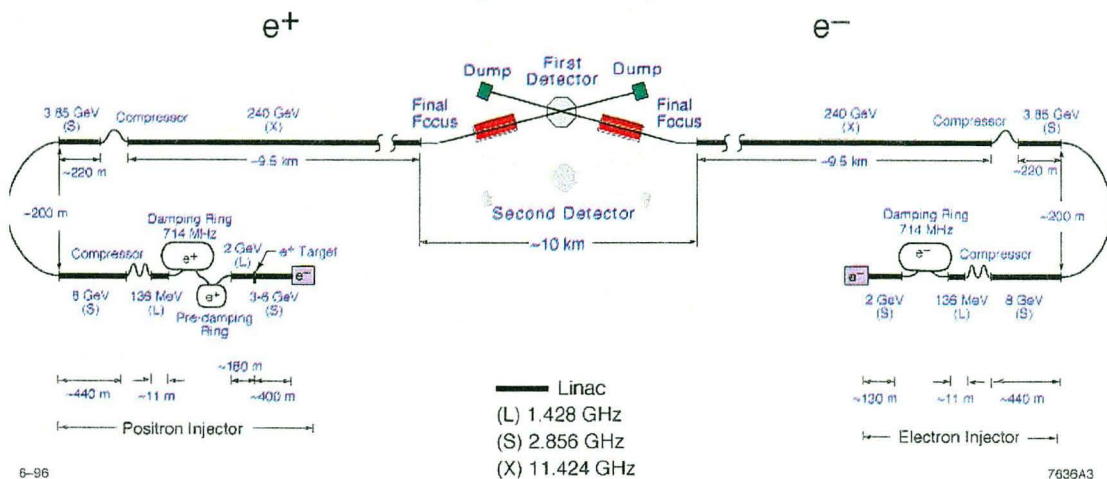 e+
e−
Dump
First
Detector
Dump
Final
Focus
Final
Focus
3.85 GeV
(S)
Compressor
240 GeV
(X)
240 GeV
(X)
Compressor
3.85 GeV
(S)
~220 m
~9.5 km
~9.5 km
~220 m
~200 m
Second Detector
~10 km
~200 m
Damping Ring
714 MHz
e+
Compressor
2 GeV
(L)
e+ Target
e−
136 MeV
(L)
e+
3-6 GeV
(S)
(S)
Pre-damping
Ring
Damping Ring
714 MHz
e−
Compressor
e−
2 GeV
(S)
136 MeV
(L)
8 GeV
(S)
~440 m
~11 m
~160 m
~400 m
Positron Injector
Linac
(L) 1.428 GHz
(S) 2.856 GHz
(X) 11.424 GHz
~130 m
~11 m
~440 m
Electron Injector
6–96
7636A3